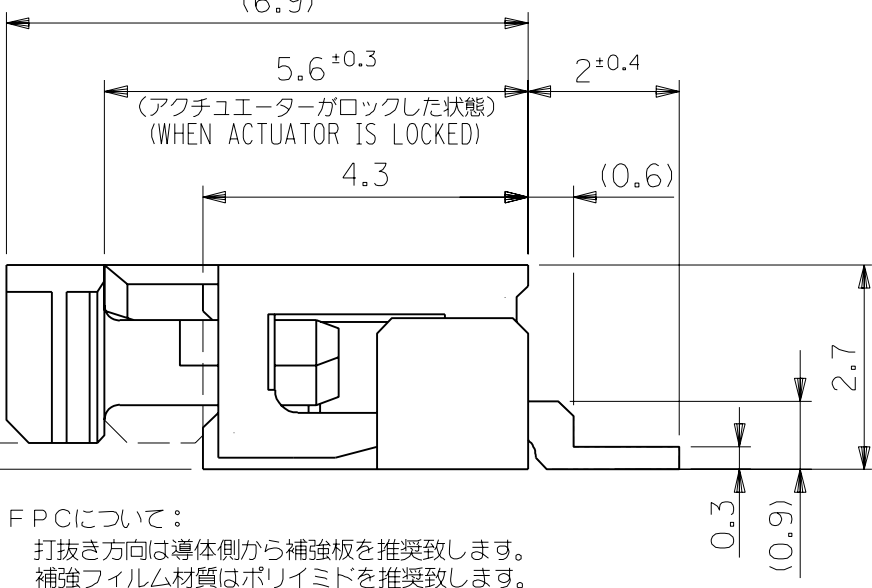 (6.9)
5.6±0.3
2±0.4
(アクチュエーターがロックした状態)
(WHEN ACTUATOR IS LOCKED)
4.3
(0.6)
2.7
0.3
(0.9)
FPCについて：
打抜き方向は導体側から補強板を推奨致します。
補強フィルム材質はポリイミドを推奨致します。